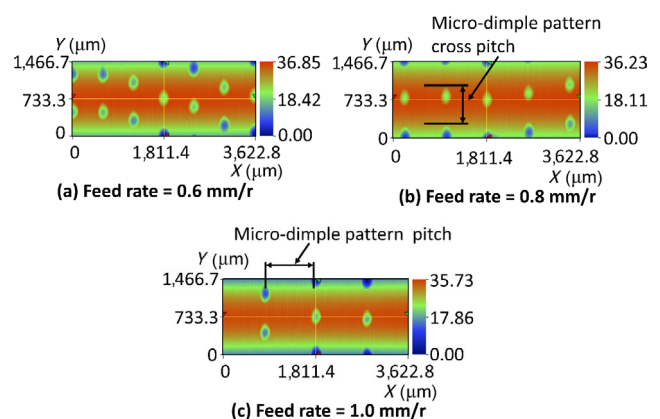 Micro-dimple pattern
cross pitch
Y (μm)
1,466.7
733.3
0
0
1,811.4
3,622.8
X (μm)
36.85
18.42
0.00
(a) Feed rate = 0.6 mm/r
Y (μm)
1,466.7
733.3
0
0
1,811.4
3,622.8
X (μm)
36.23
18.11
0.00
(b) Feed rate = 0.8 mm/r
Micro-dimple pattern pitch
Y (μm)
1,466.7
733.3
0
0
1,811.4
3,622.8
X (μm)
35.73
17.86
0.00
(c) Feed rate = 1.0 mm/r